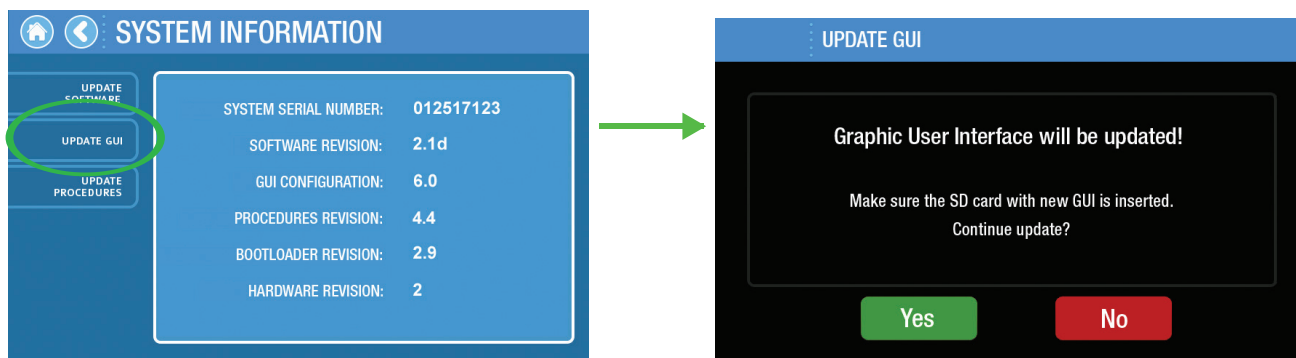 SYSTEM INFORMATION
UPDATE
SOFTWARE
UPDATE GUI
UPDATE
PROCEDURES
SYSTEM SERIAL NUMBER: 012517123
SOFTWARE REVISION: 2.1d
GUI CONFIGURATION: 6.0
PROCEDURES REVISION: 4.4
BOOTLOADER REVISION: 2.9
HARDWARE REVISION: 2
UPDATE GUI
Graphic User Interface will be updated!
Make sure the SD card with new GUI is inserted.
Continue update?
Yes
No